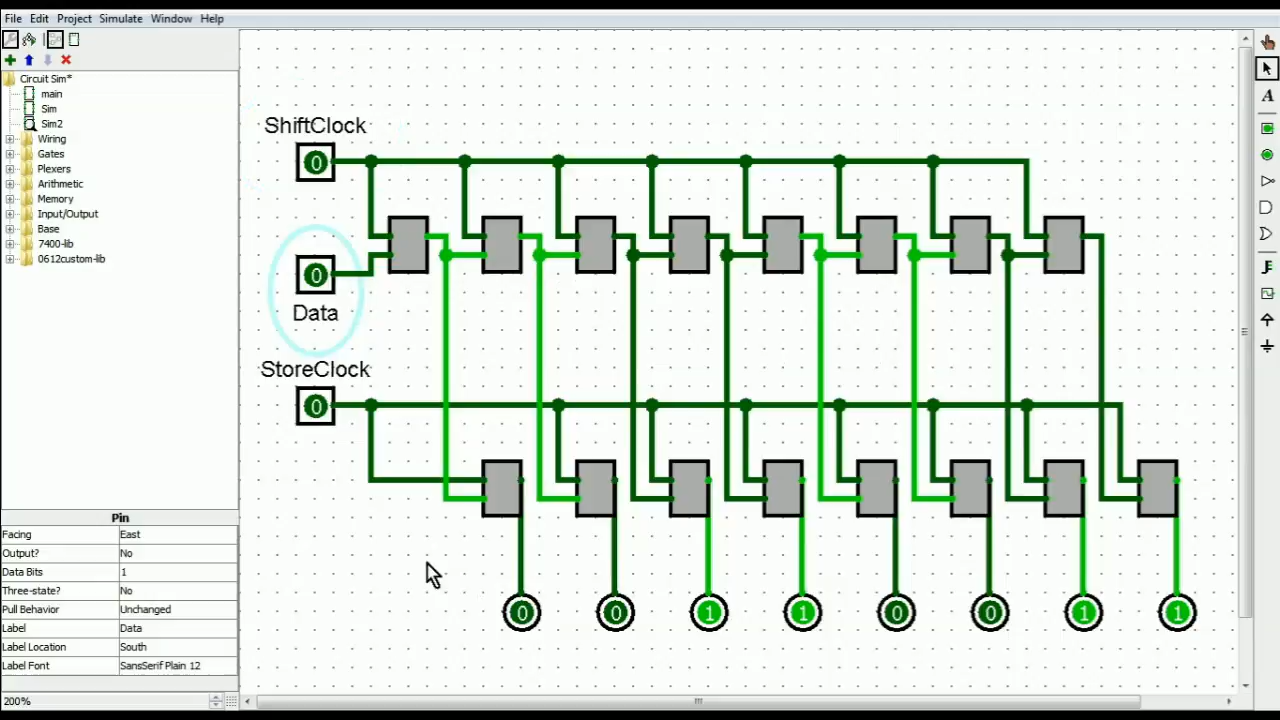 File Edit Project Simulate Window Help
Circuit Sim*
main
Sim
Sim2
Wiring
Gates
Plexers
Arithmetic
Memory
Input/Output
Base
7400-lib
0612custom-lib
Pin
Facing East
Output? No
Data Bits 1
Three-state? No
Pull Behavior Unchanged
Label Data
Label Location South
Label Font SansSerif Plain 12
200%
ShiftClock
0
0
Data
StoreClock
0
0 0 1 1 0 0 1 1
A